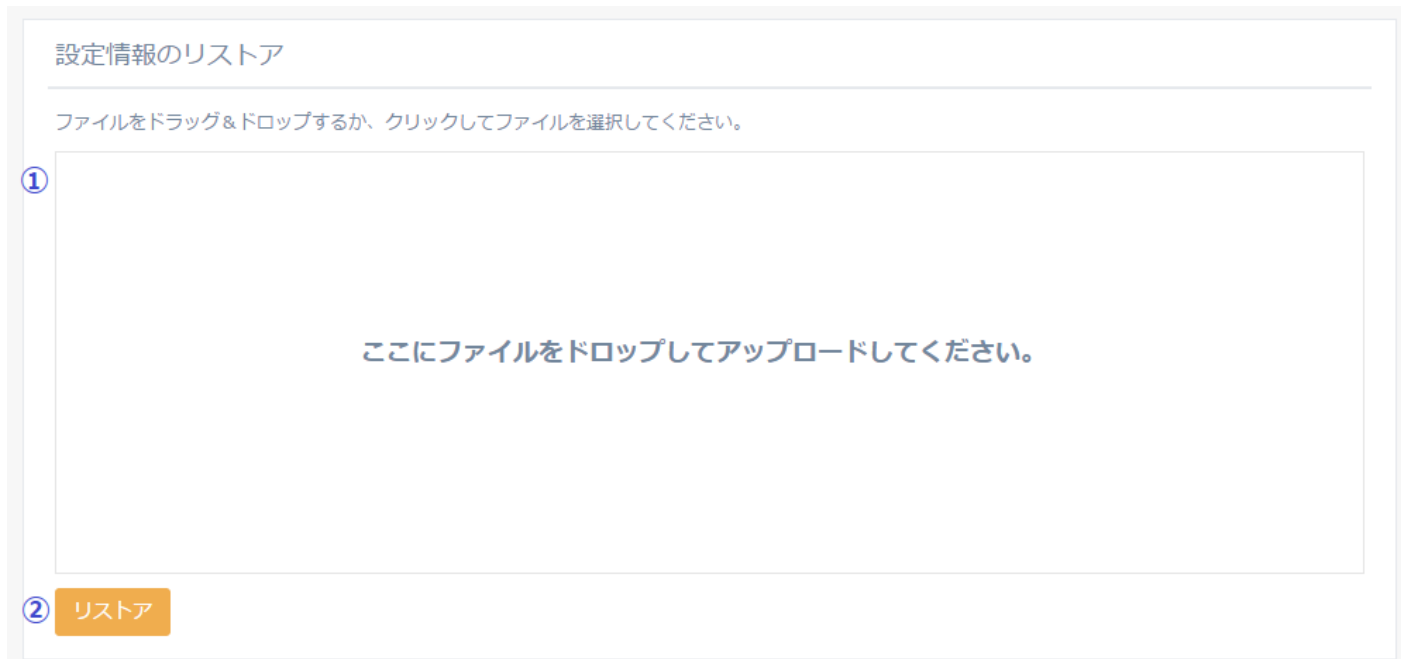 設定情報のリストア
ファイルをドラッグ&ドロップするか、クリックしてファイルを選択してください。
①
ここにファイルをドロップしてアップロードしてください。
② リストア